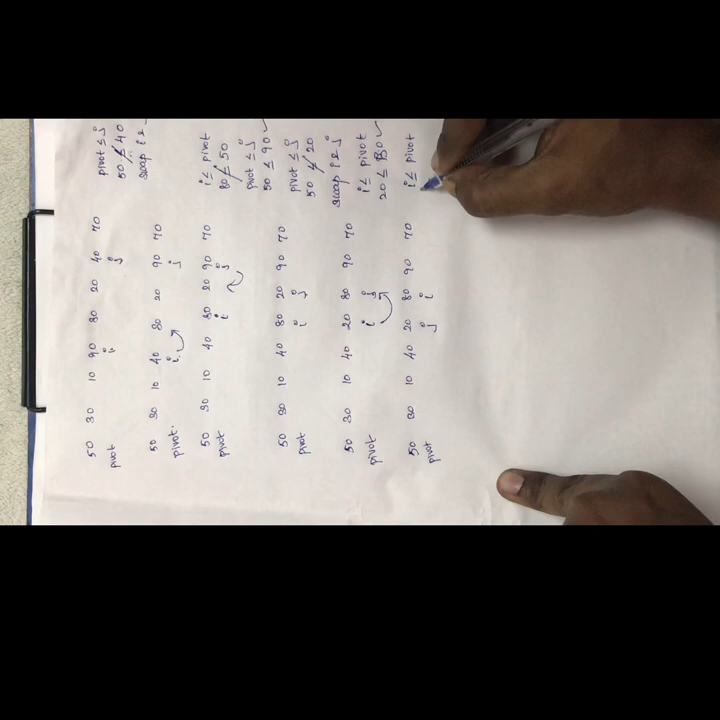 50 30 10 90 80 20 40 70
pivot i j
pivot ≤ j
50 ≤ 40
swap i & j
50 30 10 40 80 20 90 70
pivot. i j
50 30 10 40 80 20 90 70
pivot i j
i ≤ pivot
80 ≤ 50
pivot ≤ j
50 ≤ 90 ✓
50 30 10 40 80 20 90 70
pivot i j
pivot ≤ j
50 ≤ 20
swap i & j
50 30 10 40 20 80 90 70
pivot i j
i ≤ pivot
20 ≤ 80 ✓
50 30 10 40 20 80 90 70
pivot j i
i ≤ pivot